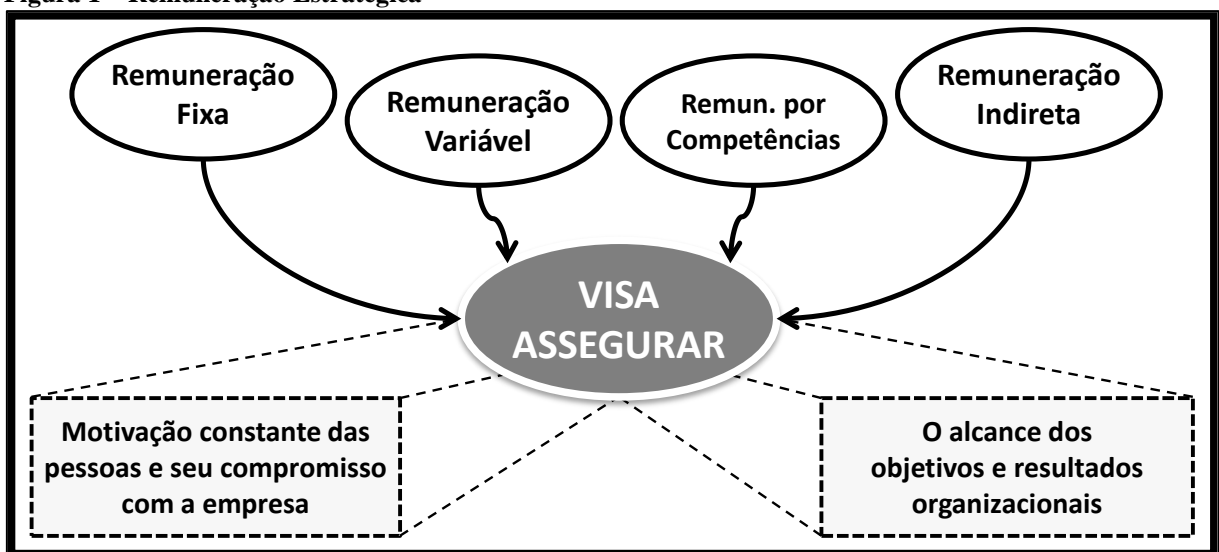 Figura 1 – Remuneração Estratégica
Remuneração
Fixa
Remuneração
Variável
Remun. por
Competências
Remuneração
Indireta
VISA
ASSEGURAR
Motivação constante das
pessoas e seu compromisso
com a empresa
O alcance dos
objetivos e resultados
organizacionais